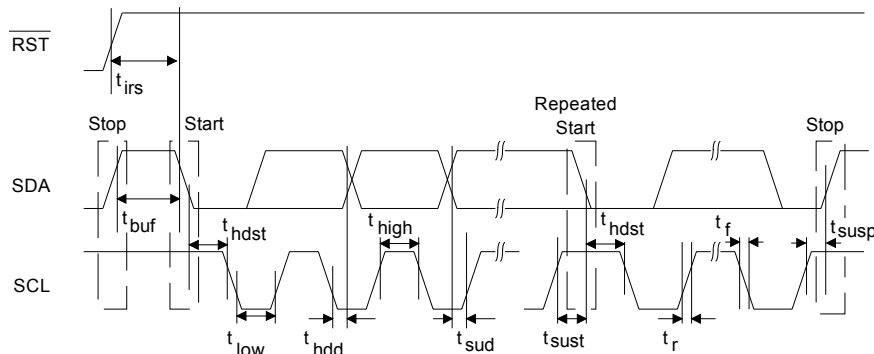 RST
t irs
Repeated
Stop Start Start Stop
SDA
t buf t hdst t high t hdst t f t susp
SCL
t low t hdd t sud t sust t r